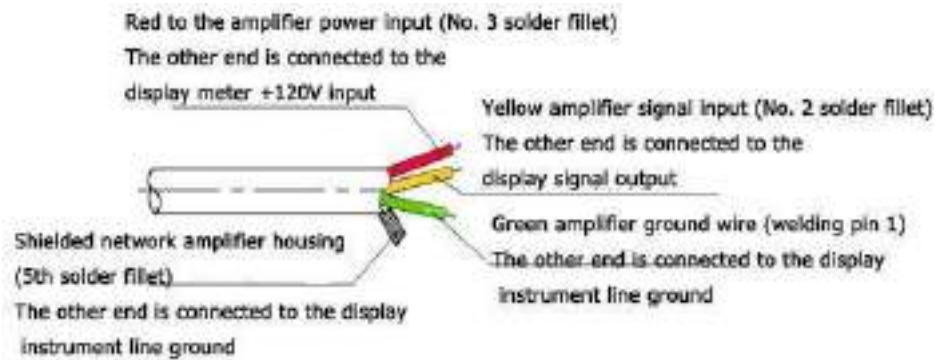 Red to the amplifier power input (No. 3 solder fillet)
The other end is connected to the
display meter +120V input
Yellow amplifier signal input (No. 2 solder fillet)
The other end is connected to the
display signal output
Green amplifier ground wire (welding pin 1)
The other end is connected to the display
instrument line ground
Shielded network amplifier housing
(5th solder fillet)
The other end is connected to the display
instrument line ground